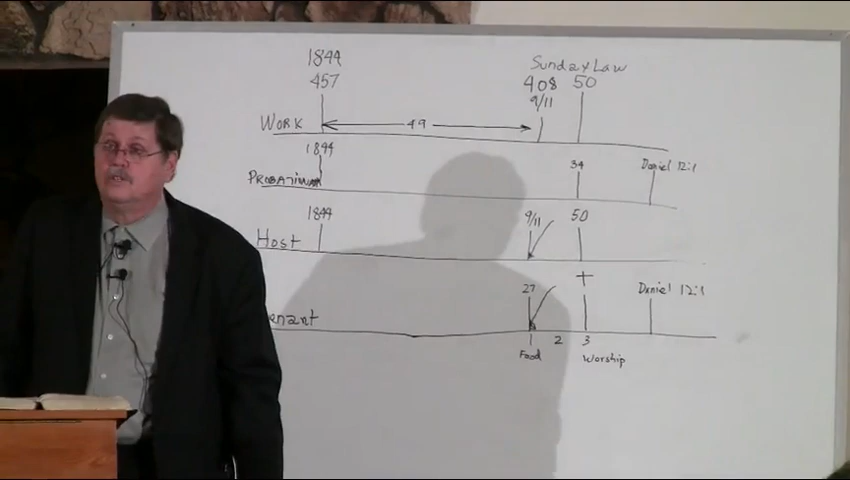 1844
Sunday Law
457
408 50
9/11
Work
49
1844
34
Daniel 12:1
Probation
1844
9/11
50
Host
27
+
Daniel 12:1
enant
1 2 3
Food
Worship